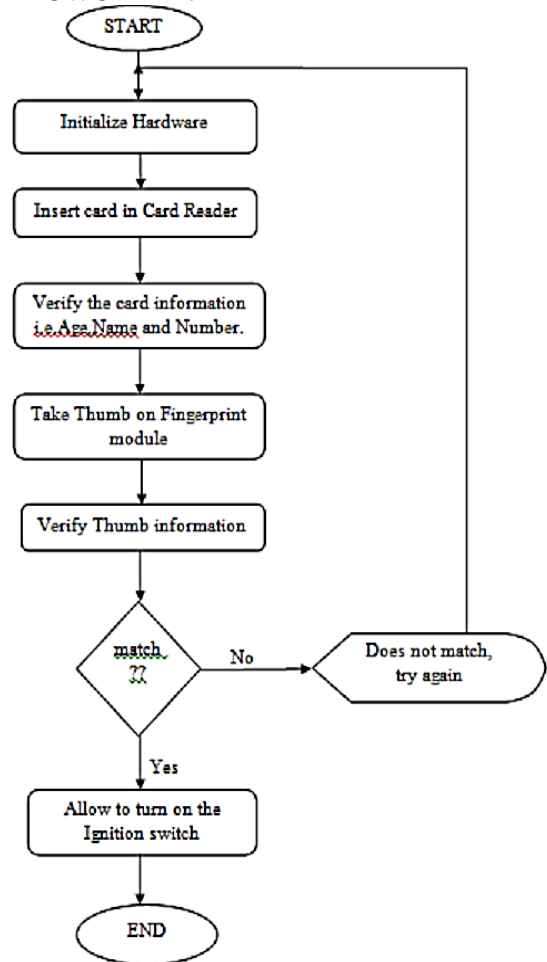 START
Initialize Hardware
Insert card in Card Reader
Verify the card information
i.e.Age,Name and Number.
Take Thumb on Fingerprint
module
Verify Thumb information
match
??
No
Does not match,
try again
Yes
Allow to turn on the
Ignition switch
END